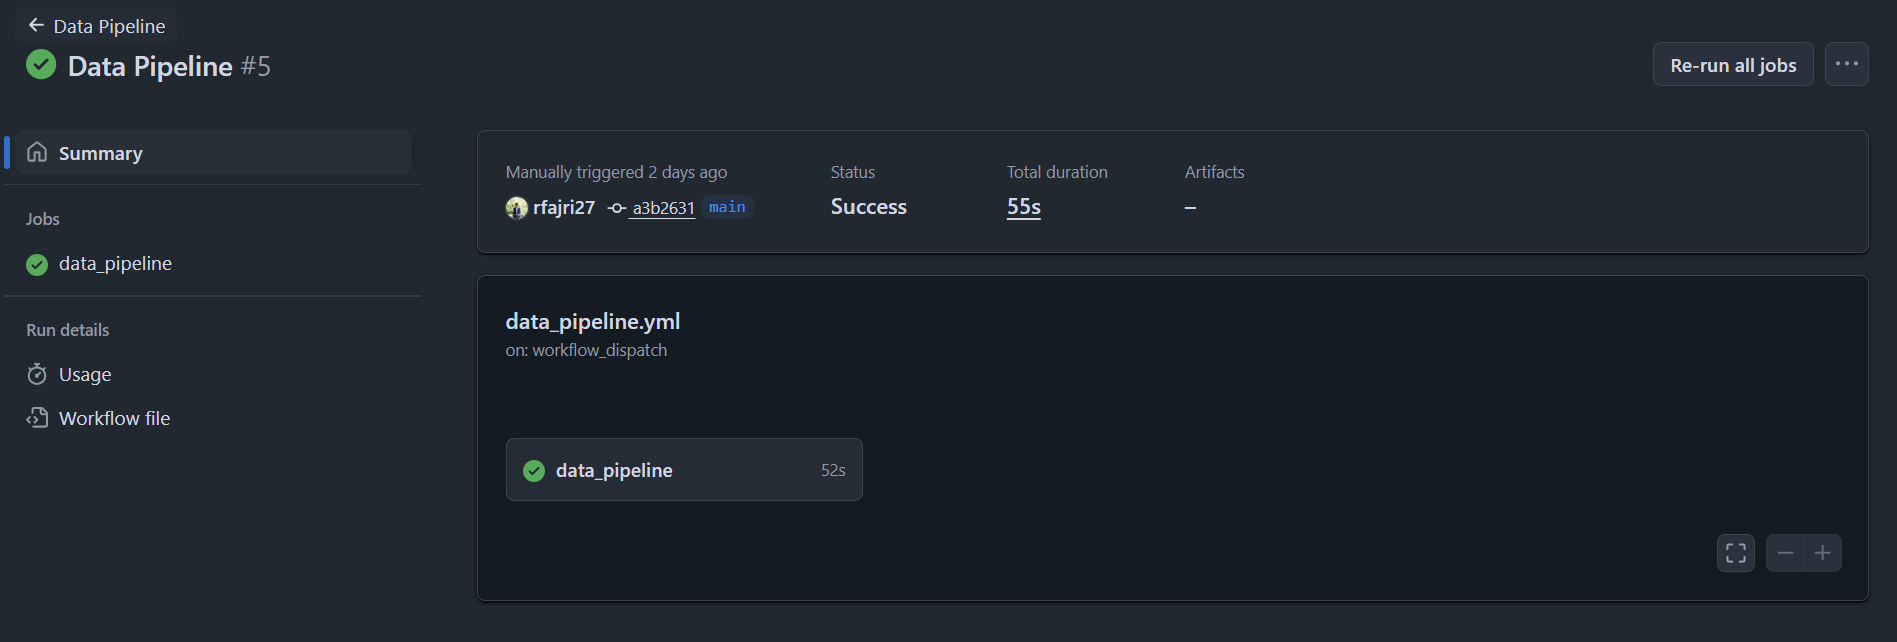 Data Pipeline
Data Pipeline #5
Re-run all jobs
Summary
Jobs
data_pipeline
Run details
Usage
Workflow file
Manually triggered 2 days ago
rfajri27 a3b2631 main
Status
Success
Total duration
55s
Artifacts
–
data_pipeline.yml
on: workflow_dispatch
data_pipeline 52s